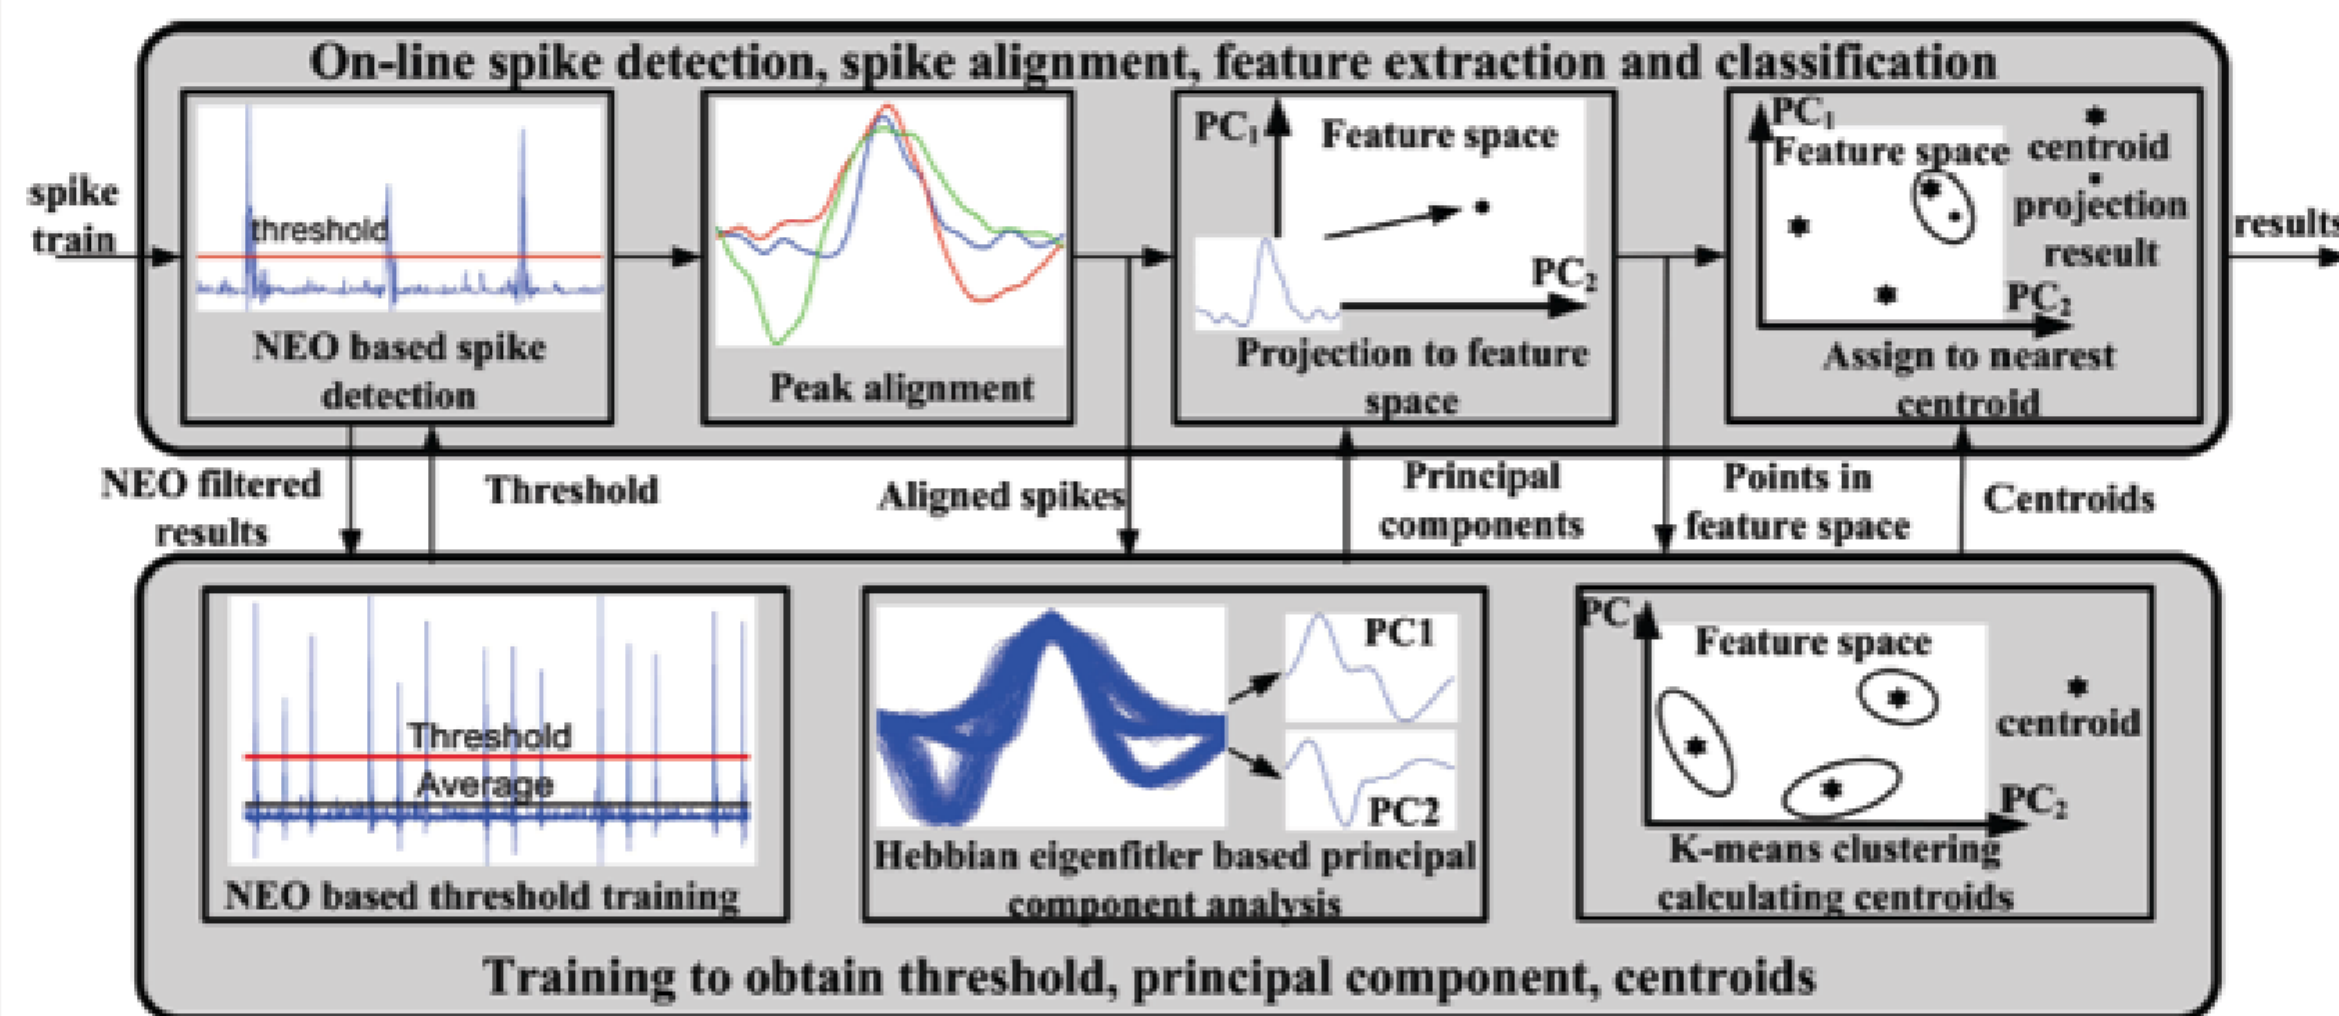 On-line spike detection, spike alignment, feature extraction and classification
spike
train
threshold
NEO based spike
detection
Peak alignment
PC1
Feature space
PC2
Projection to feature
space
PC1
Feature space
centroid
projection
reseult
PC2
Assign to nearest
centroid
results
NEO filtered
results
Threshold
Aligned spikes
Principal
components
Points in
feature space
Centroids
Threshold
Average
NEO based threshold training
PC1
PC2
Hebbian eigenfitler based principal
component analysis
PC
Feature space
centroid
PC2
K-means clustering
calculating centroids
Training to obtain threshold, principal component, centroids